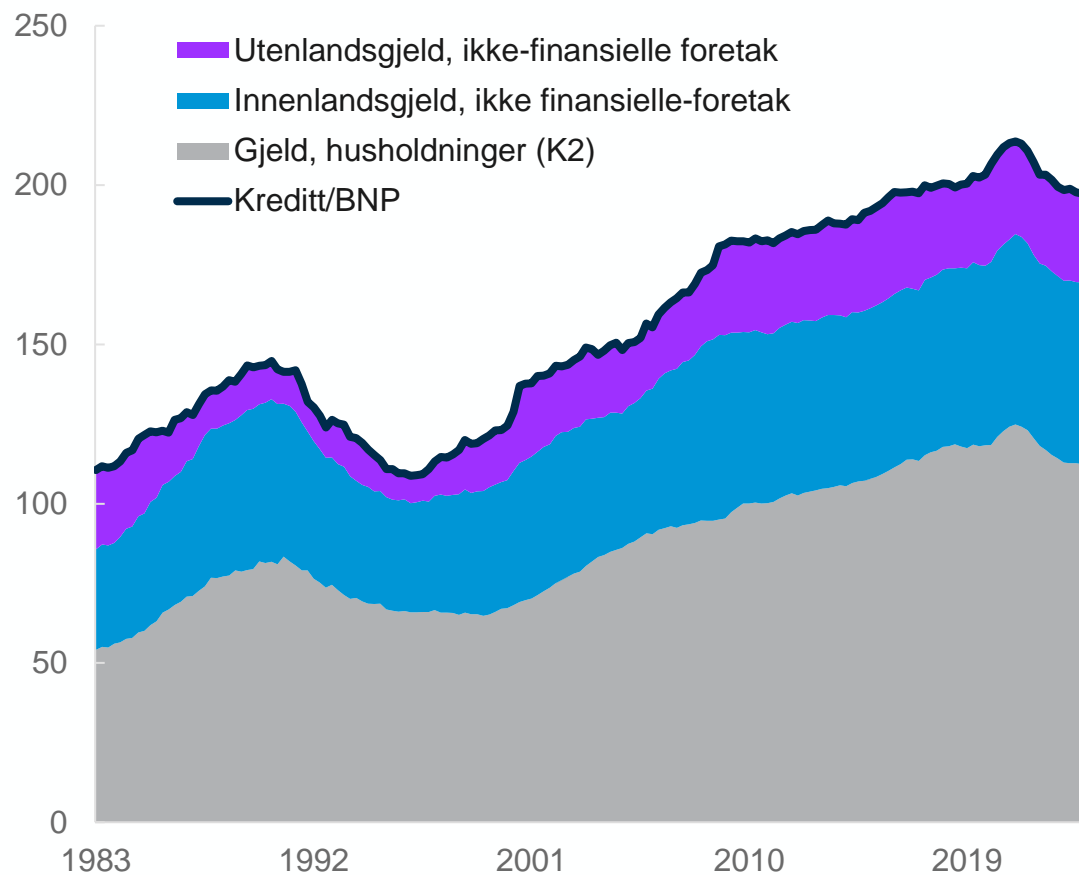 250
Utenlandsgjeld, ikke-finansielle foretak
Innenlandsgjeld, ikke finansielle-foretak
Gjeld, husholdninger (K2)
200
Kreditt/BNP
150
100
50
0
1983 1992 2001 2010 2019